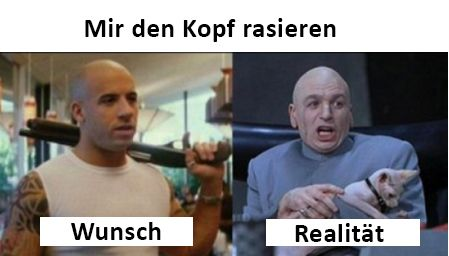 Mir den Kopf rasieren
Wunsch
Realität